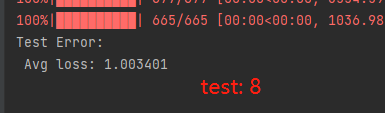 100%|██████████| 665/665 [00:00<00:00, 1036.98
Test Error:
 Avg loss: 1.003401
test: 8